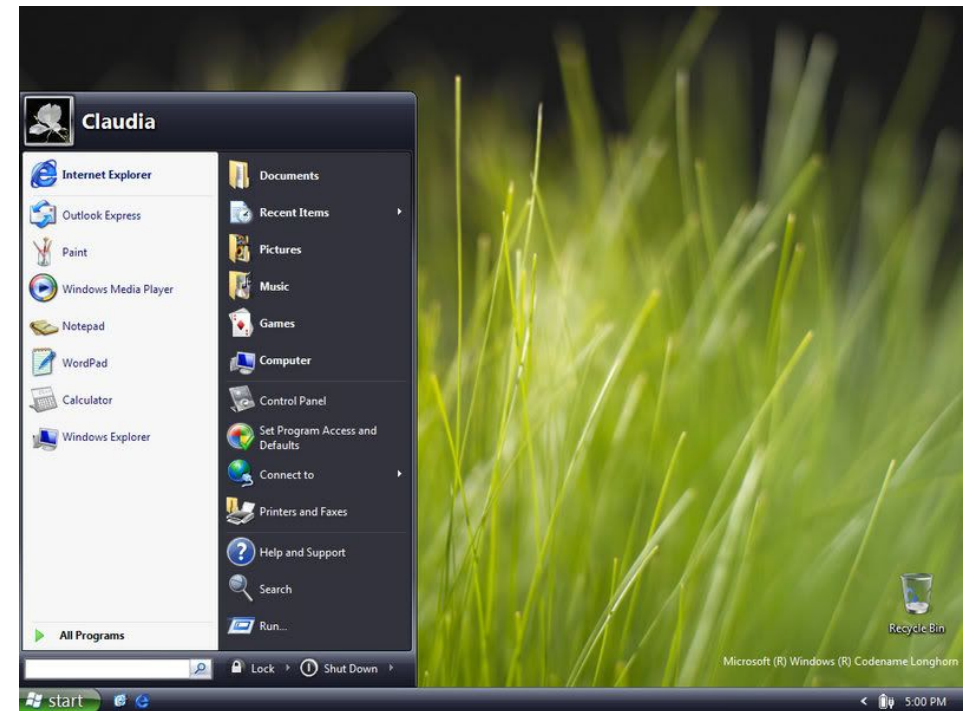 Claudia
Internet Explorer
Outlook Express
Paint
Windows Media Player
Notepad
WordPad
Calculator
Windows Explorer
All Programs
Documents
Recent Items
Pictures
Music
Games
Computer
Control Panel
Set Program Access and
Defaults
Connect to
Printers and Faxes
Help and Support
Search
Run...
Lock
Shut Down
Recycle Bin
Microsoft (R) Windows (R) Codename Longhorn
start
5:00 PM